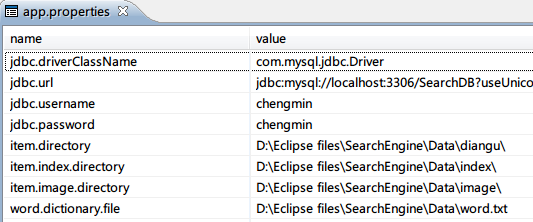 app.properties
name value
jdbc.driverClassName com.mysql.jdbc.Driver
jdbc.url jdbc:mysql://localhost:3306/SearchDB?useUnico
jdbc.username chengmin
jdbc.password chengmin
item.directory D:\Eclipse files\SearchEngine\Data\diangu\
item.index.directory D:\Eclipse files\SearchEngine\Data\index\
item.image.directory D:\Eclipse files\SearchEngine\Data\image\
word.dictionary.file D:\Eclipse files\SearchEngine\Data\word.txt